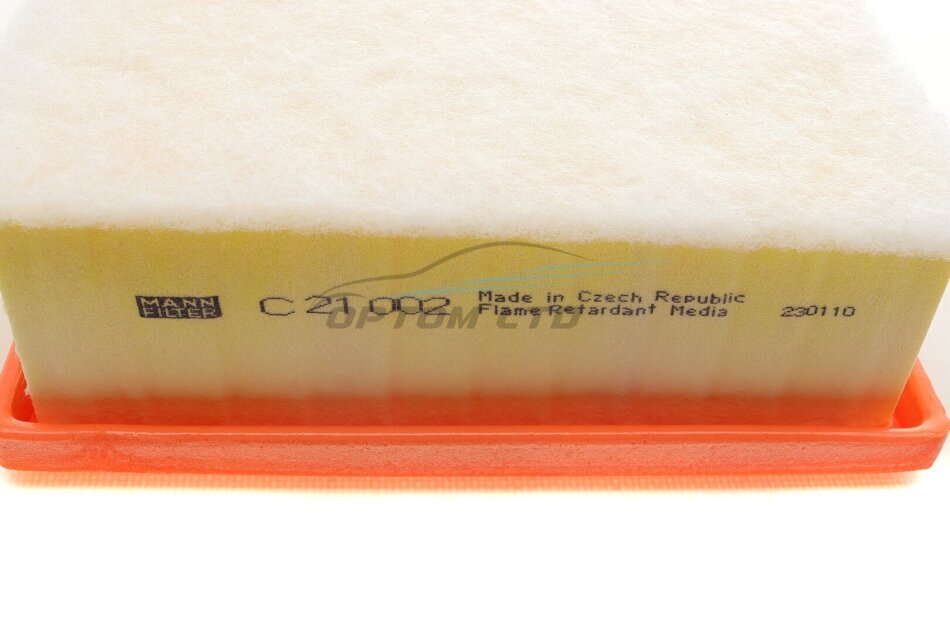 MANN
FILTER
C 21 002
Made in Czech Republic
Flame Retardant Media
230110
OPTOM LTD